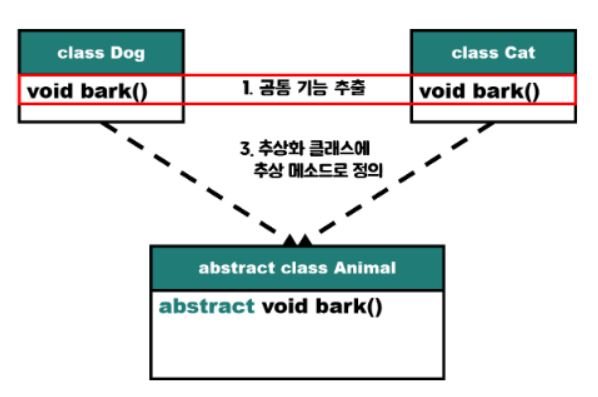 class Dog
class Cat
void bark()
1. 공통 기능 추출
void bark()
3. 추상화 클래스에
추상 메소드로 정의
abstract class Animal
abstract void bark()